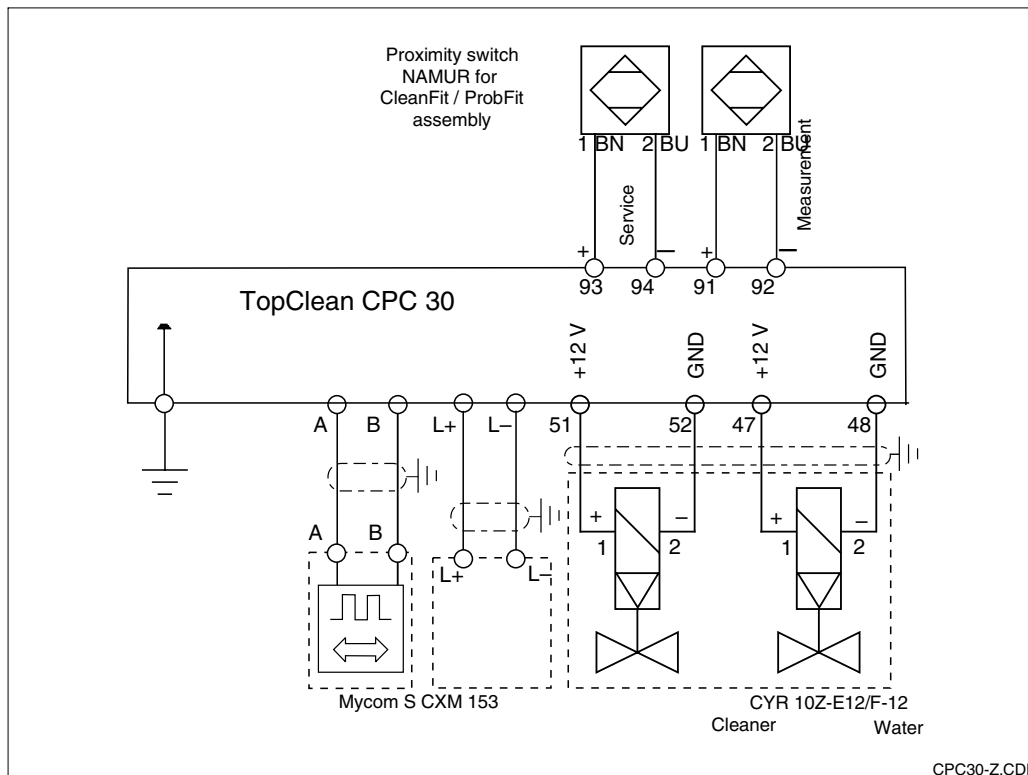 Proximity switch
NAMUR for
CleanFit / ProbFit
assembly
1 BN 2 BU 1 BN 2 BU
Service
Measurement
+ – + –
93 94 91 92
TopClean CPC 30
+12 V GND +12 V GND
A B L+ L– 51 52 47 48
+ – + –
1 2 1 2
A B L+ L–
Mycom S CXM 153
CYR 10Z-E12/F-12
Cleaner Water
CPC30-Z.CD